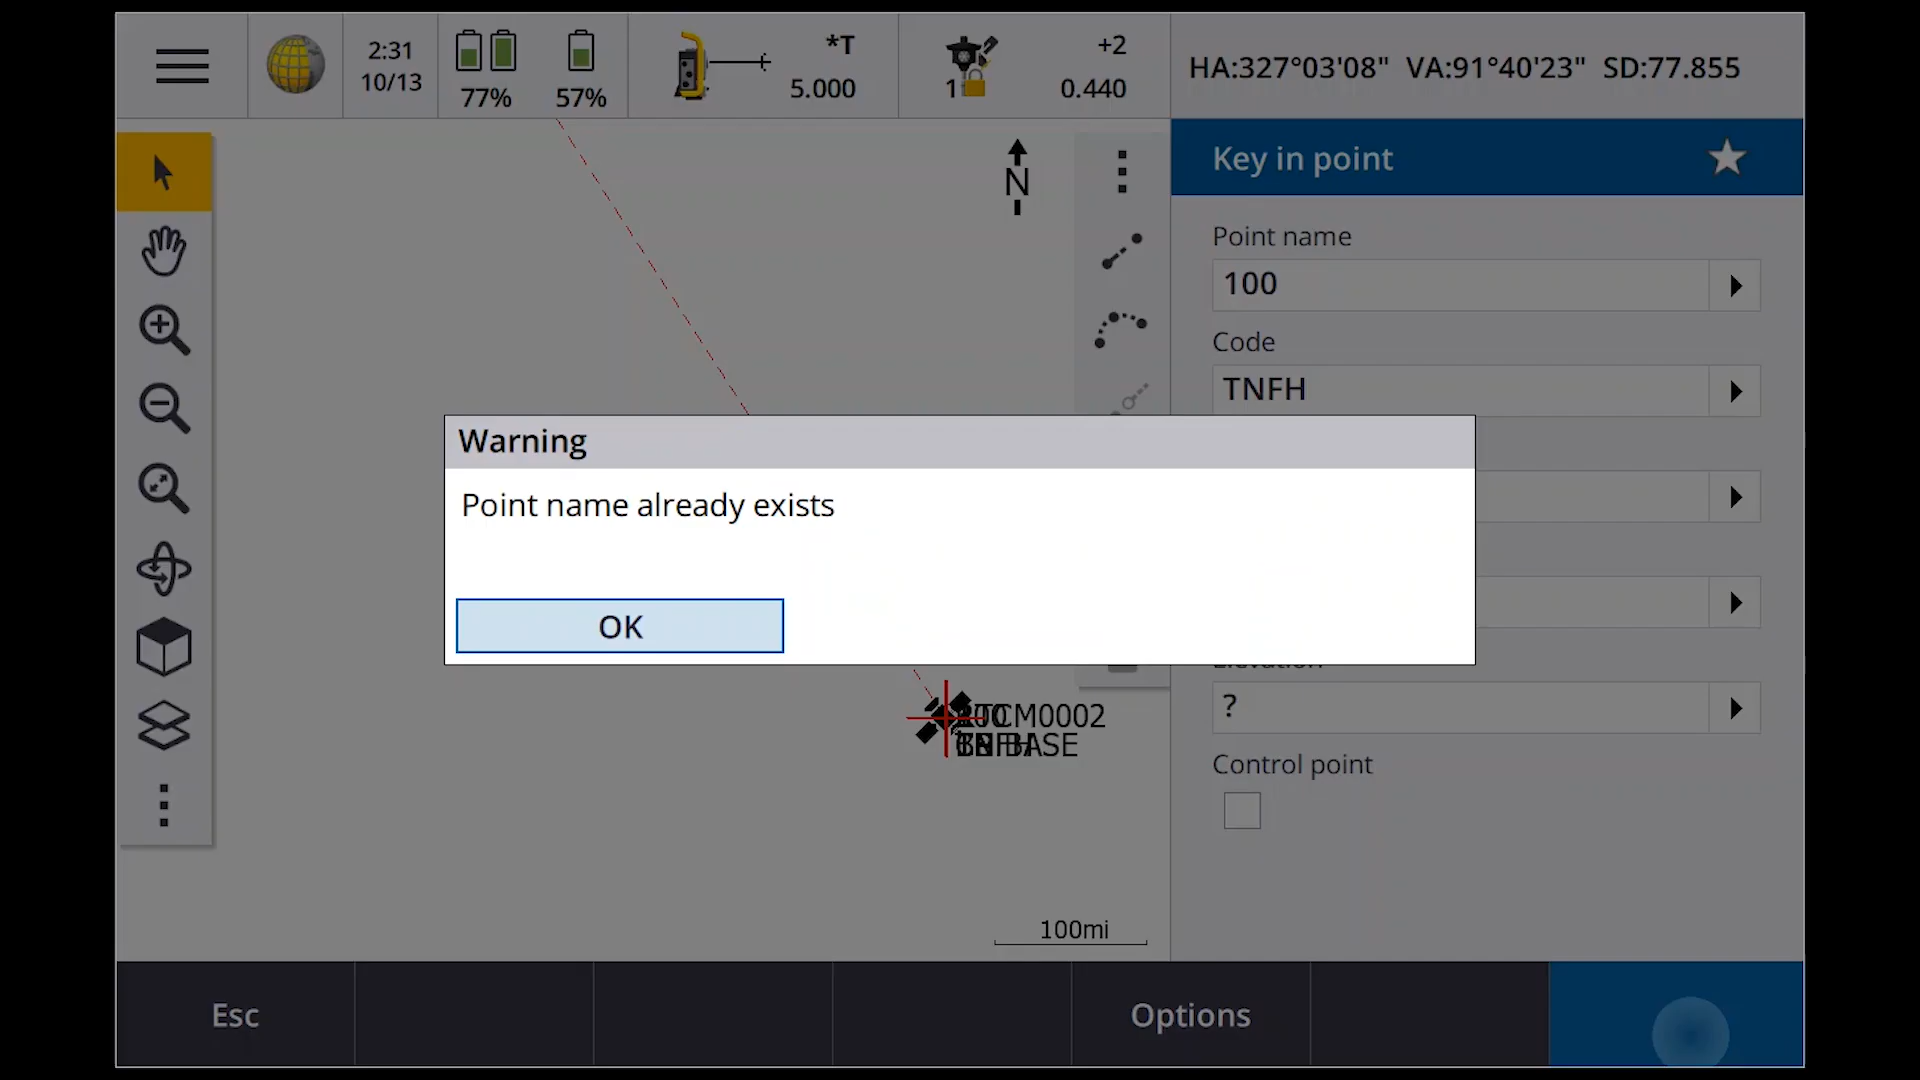 2:31
10/13
77%
57%
*T
5.000
1
+2
0.440
HA:327°03'08" VA:91°40'23" SD:77.855
N
Key in point
Point name
100
Code
TNFH
Warning
Point name already exists
OK
Elevation
?
Control point
100mi
Esc
Options